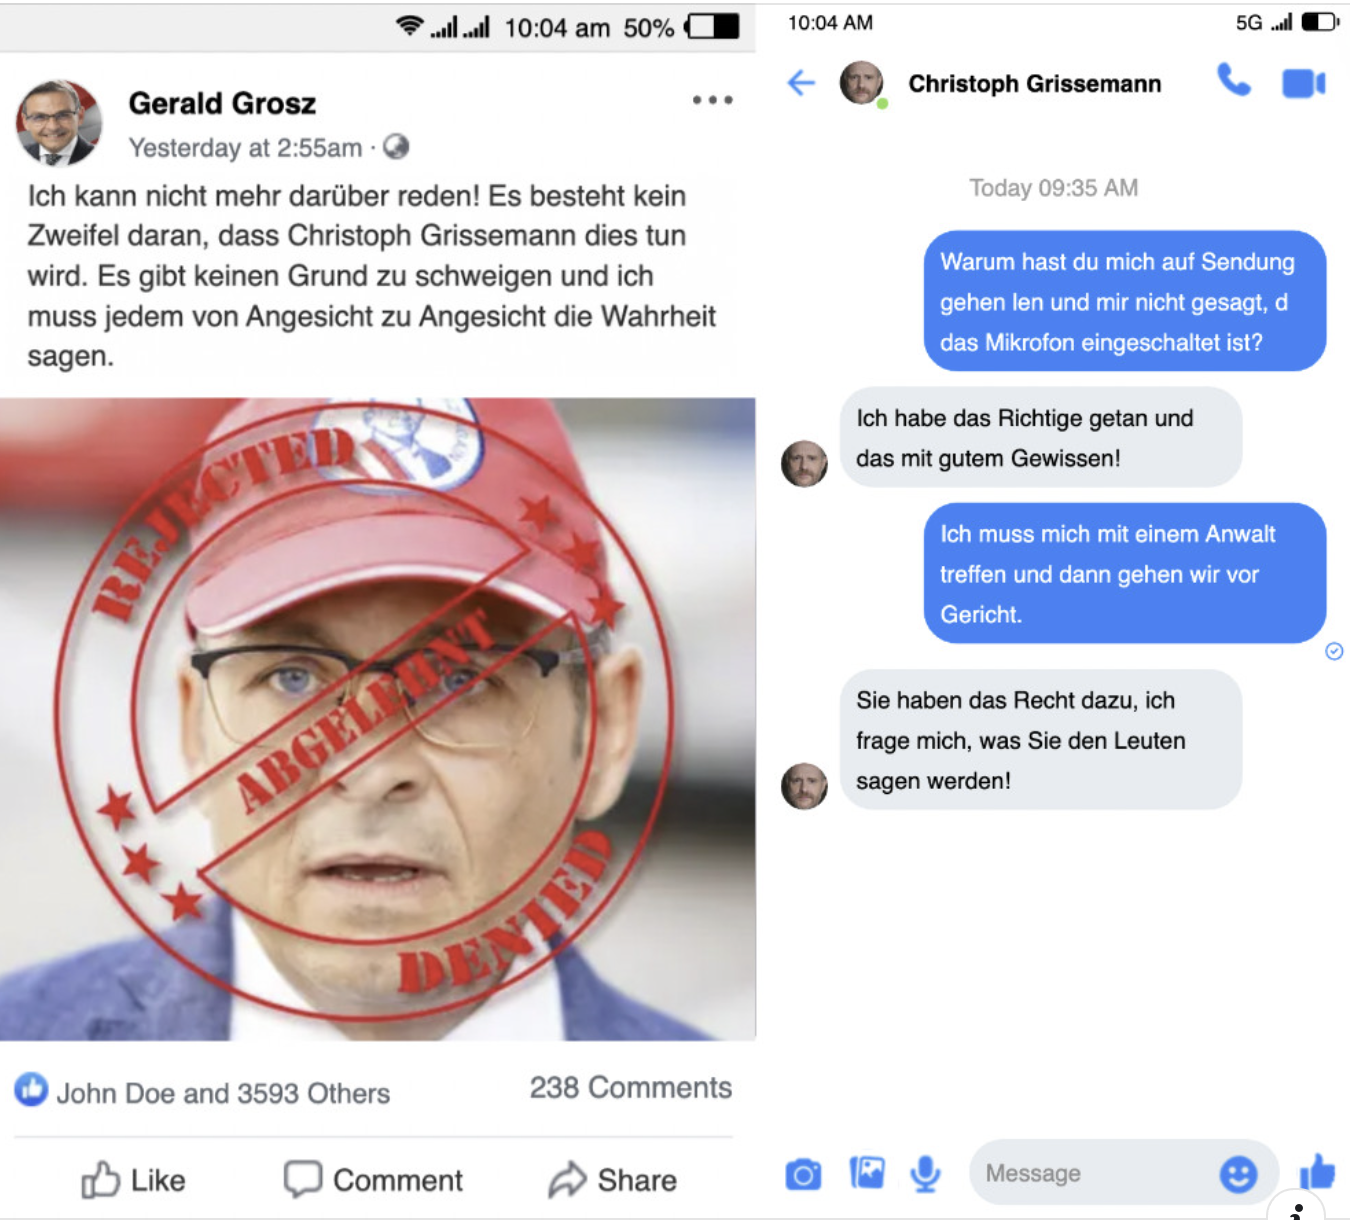 10:04 am 50%
Gerald Grosz
Yesterday at 2:55am ·
Ich kann nicht mehr darüber reden! Es besteht kein
Zweifel daran, dass Christoph Grissemann dies tun
wird. Es gibt keinen Grund zu schweigen und ich
muss jedem von Angesicht zu Angesicht die Wahrheit
sagen.
REJECTED
ABGELEHNT
DENIED
John Doe and 3593 Others
238 Comments
Like
Comment
Share
10:04 AM
5G
Christoph Grissemann
Today 09:35 AM
Warum hast du mich auf Sendung
gehen len und mir nicht gesagt, d
das Mikrofon eingeschaltet ist?
Ich habe das Richtige getan und
das mit gutem Gewissen!
Ich muss mich mit einem Anwalt
treffen und dann gehen wir vor
Gericht.
Sie haben das Recht dazu, ich
frage mich, was Sie den Leuten
sagen werden!
Message